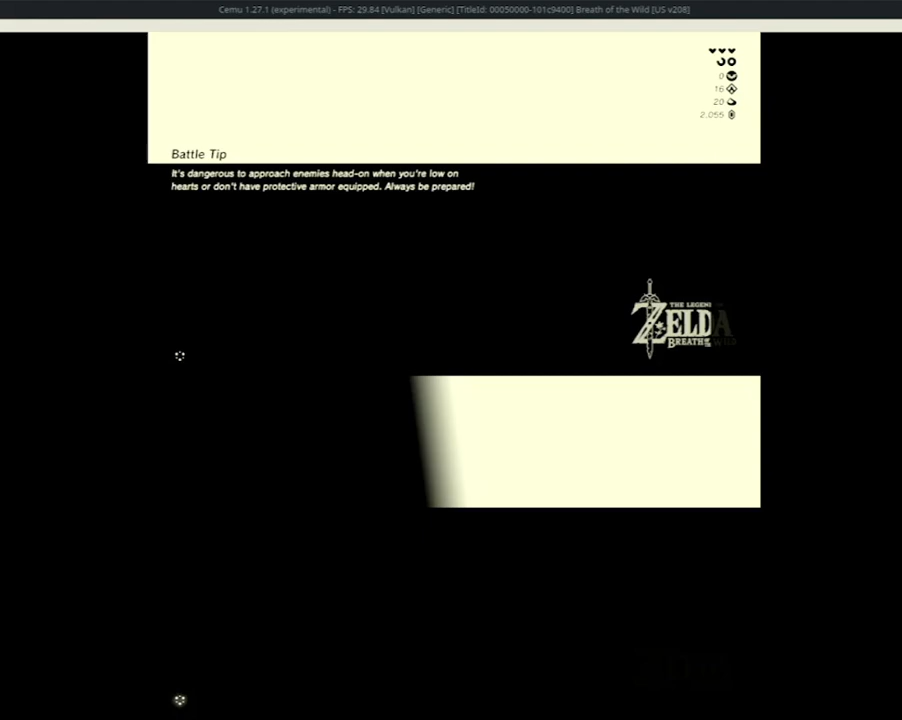 Cemu 1.27.1 (experimental) - FPS: 29.84 [Vulkan] [Generic] [TitleId: 00050000-101c9400] Breath of the Wild [US v208]
0
16
20
2.055
Battle Tip
It's dangerous to approach enemies head-on when you're low on
hearts or don't have protective armor equipped. Always be prepared!
THE LEGEND
ZELDA
BREATH OF THE WILD